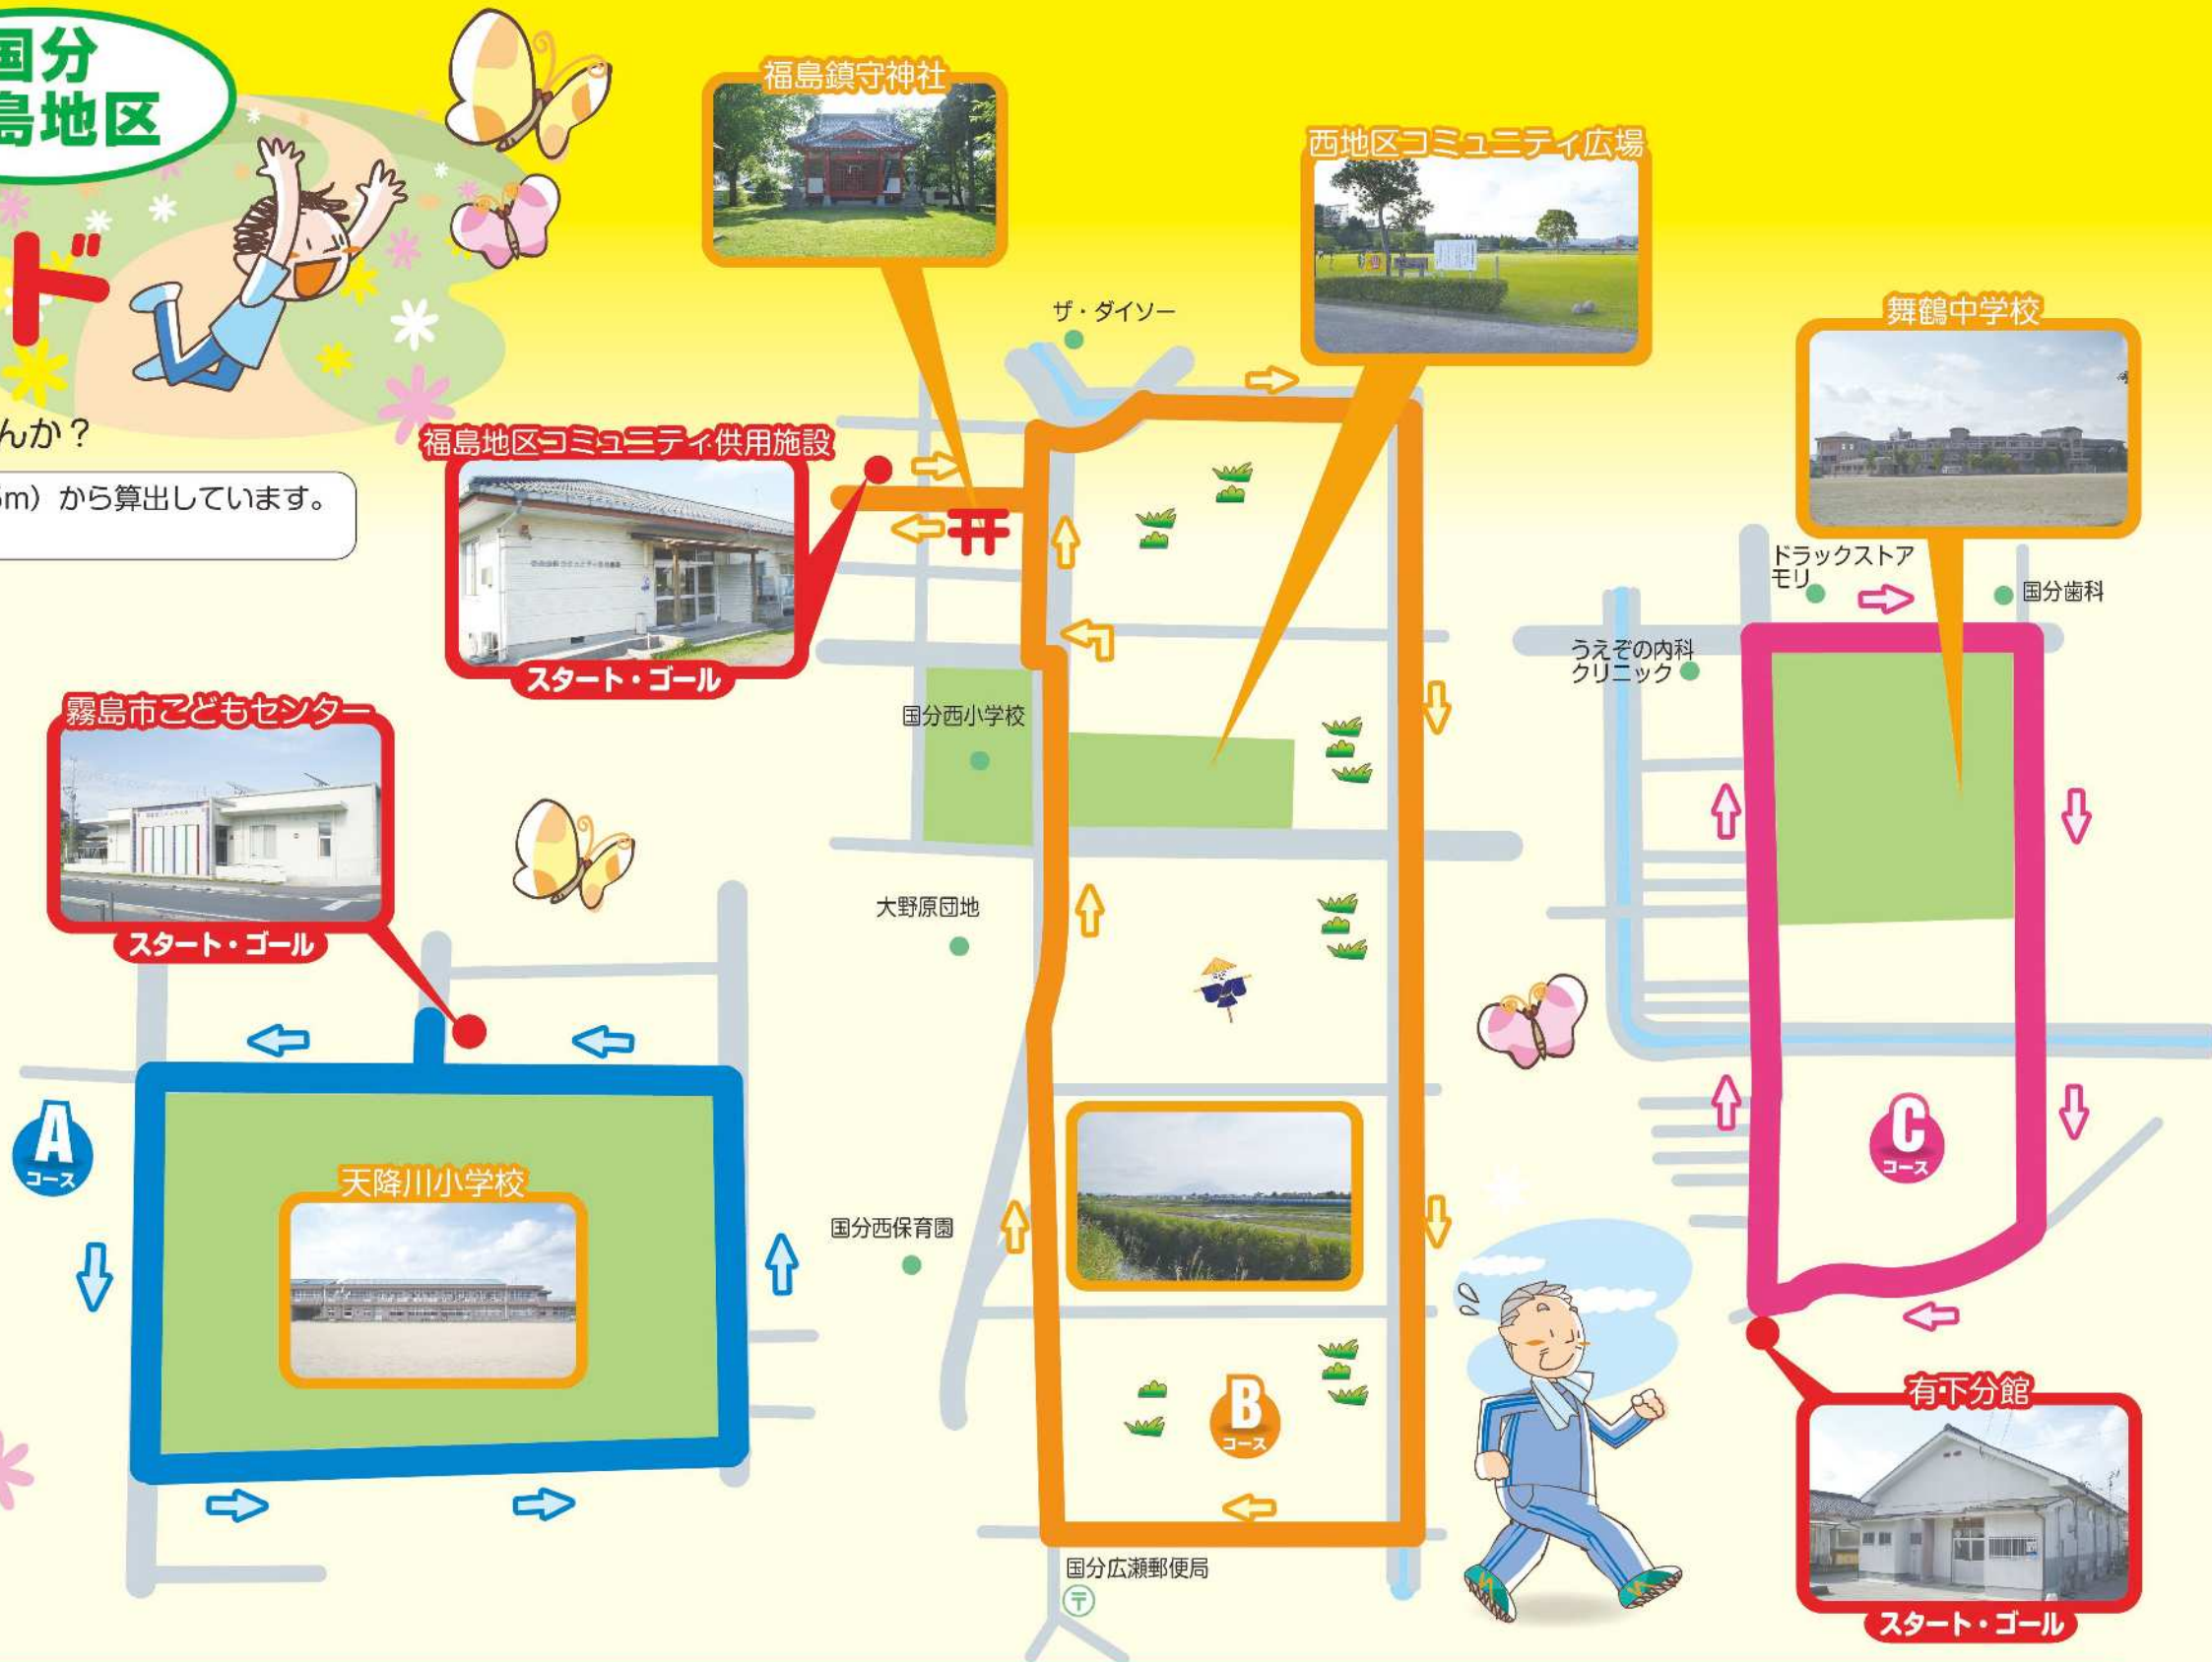 国分
島地区
ド
んか？
m）から算出しています。
福島鎮守神社
西地区コミュニティ広場
ザ・ダイソー
舞鶴中学校
福島地区コミュニティ供用施設
スタート・ゴール
ドラックストア
モリ
国分歯科
うえぞの内科
クリニック
霧島市こどもセンター
スタート・ゴール
国分西小学校
大野原団地
A
コース
天降川小学校
国分西保育園
C
コース
B
コース
有下分館
スタート・ゴール
国分広瀬郵便局
〒